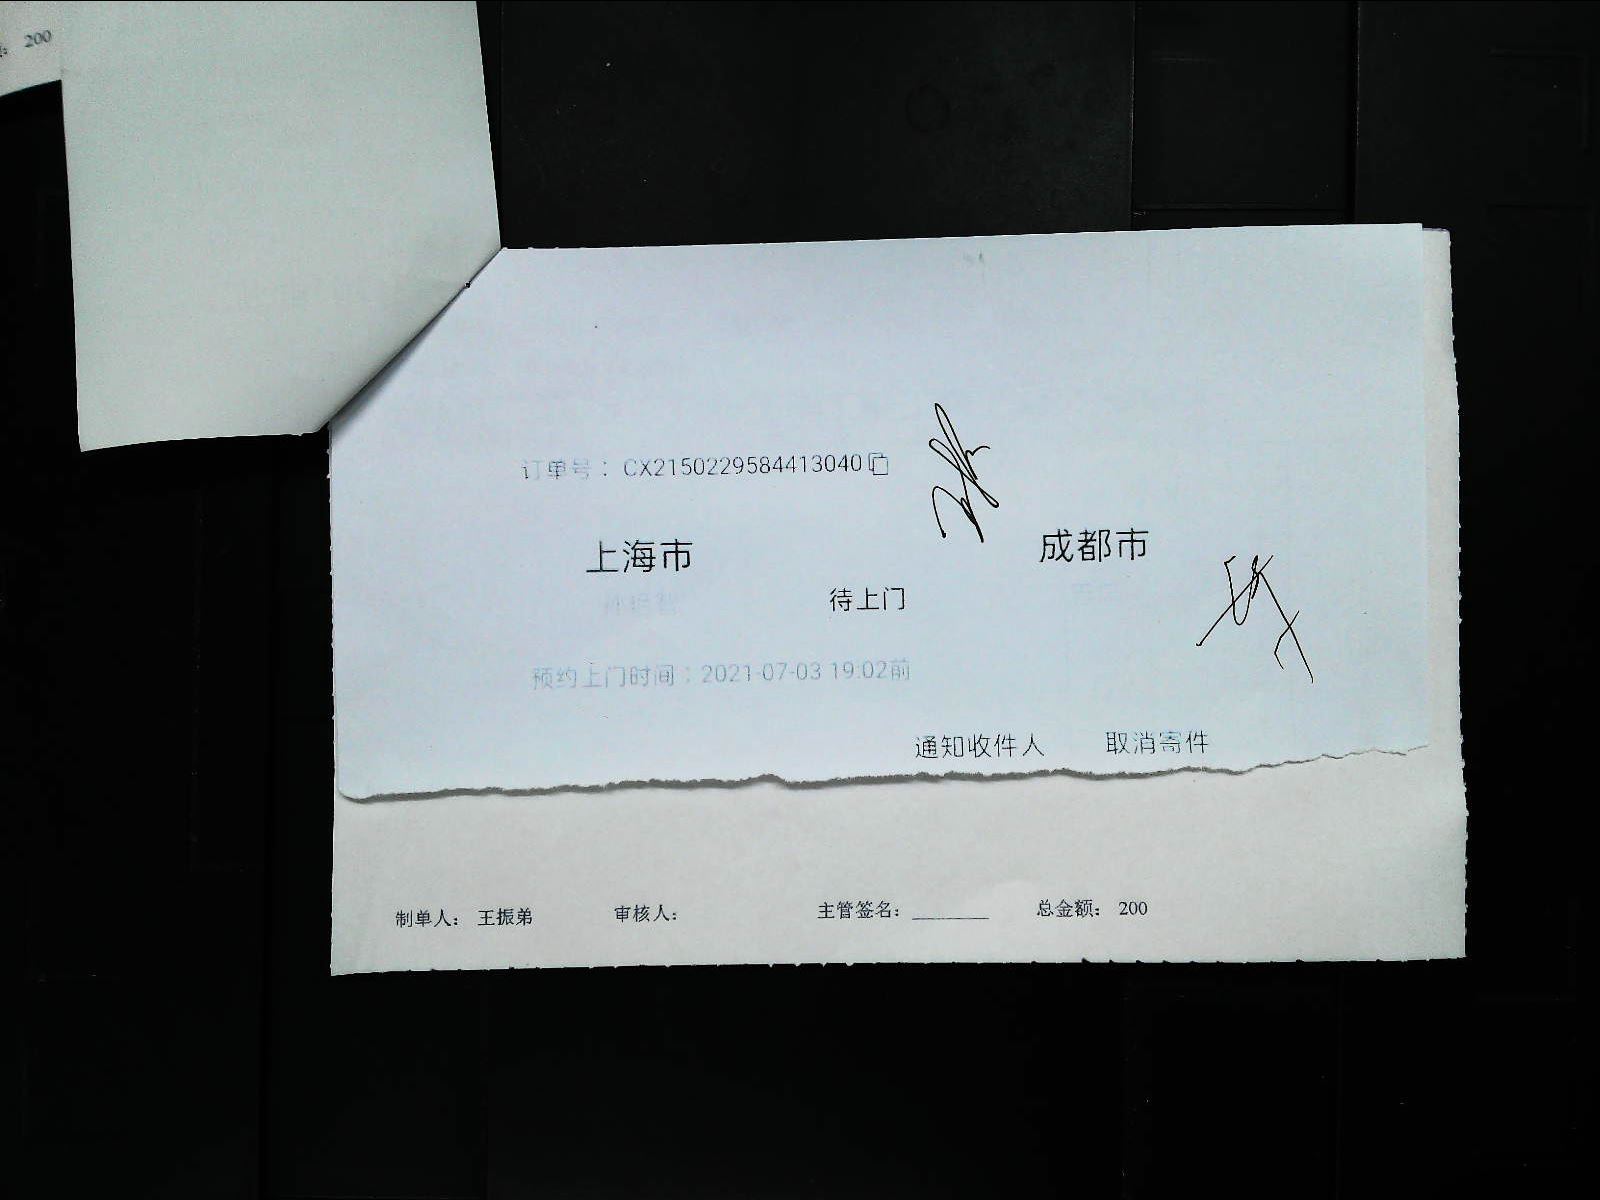 200
订单号：CX2150229584413040
上海市
成都市
待上门
预约上门时间：2021-07-03 19:02前
通知收件人 取消寄件
制单人： 王振弟 审核人： 主管签名：________ 总金额： 200